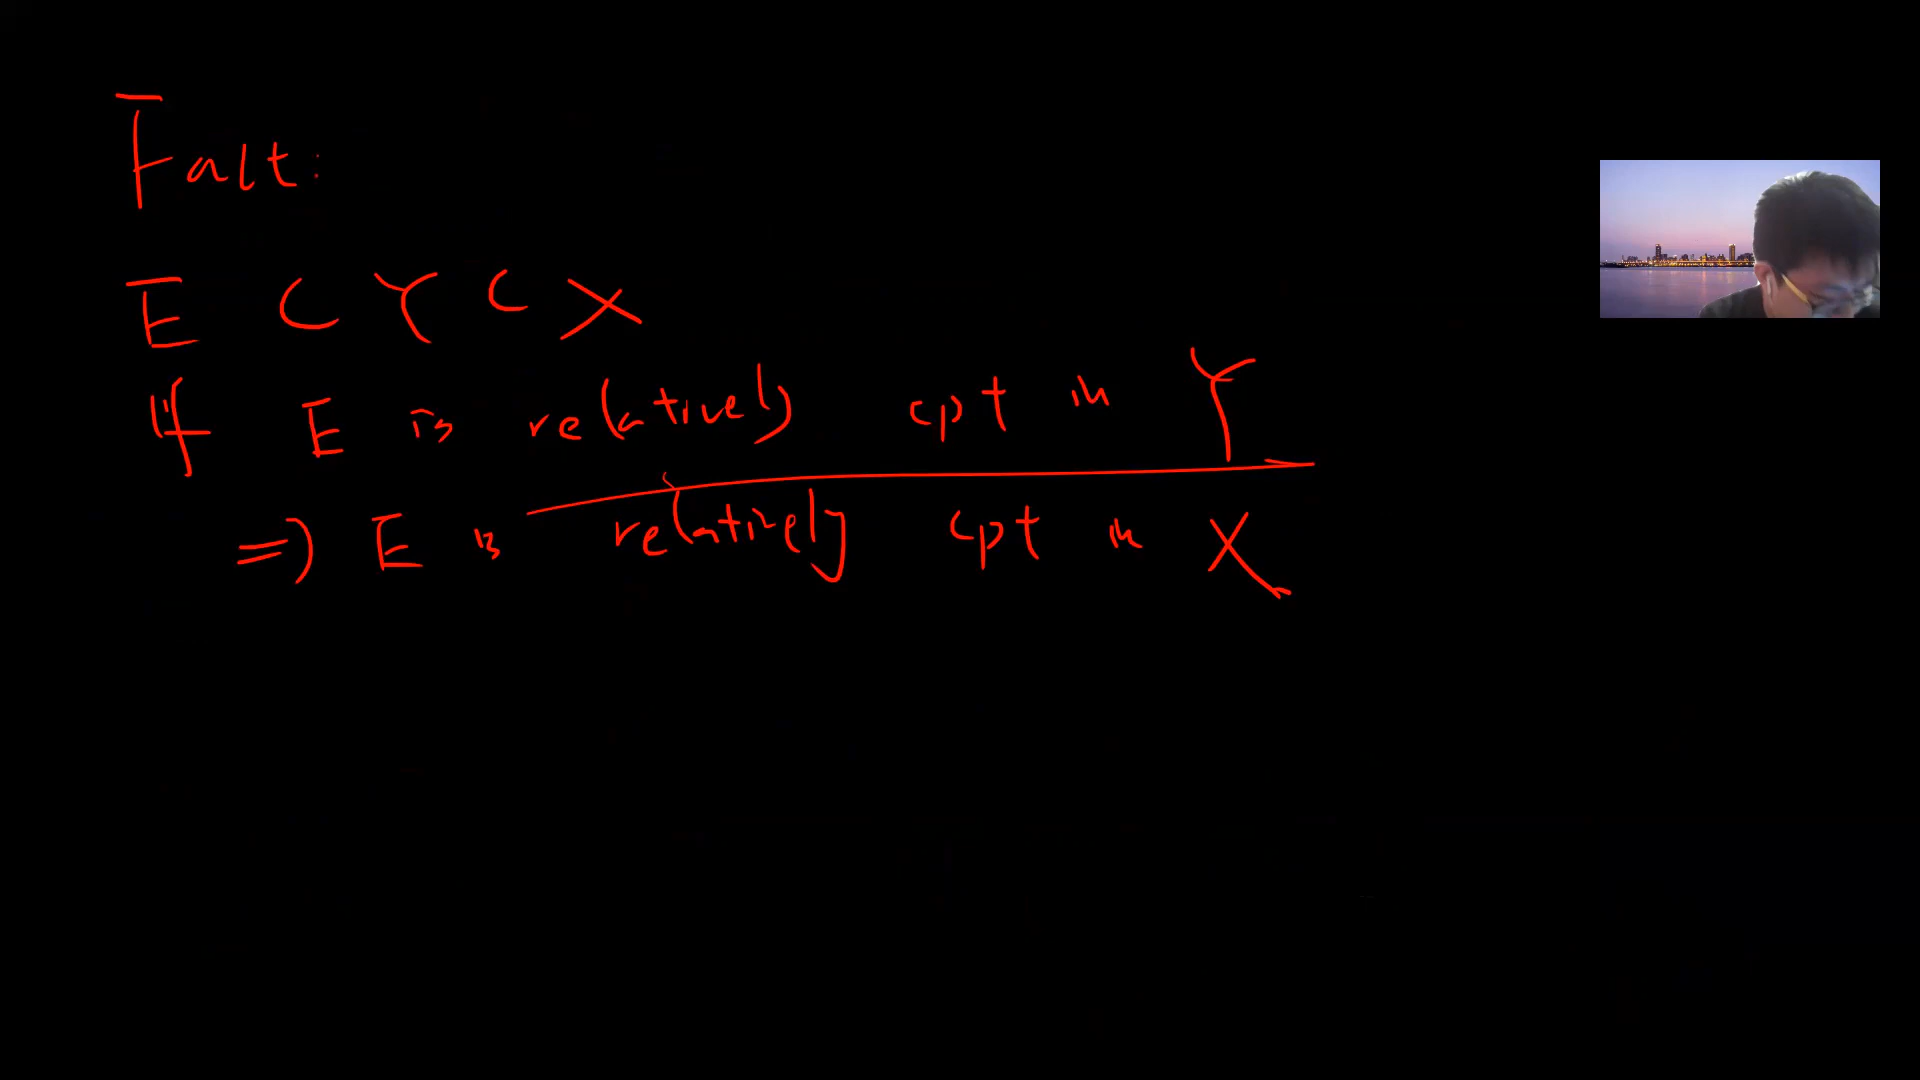 Fact:
E ⊂ Y ⊂ X
if E is relatively cpt in Y
=> E is relatively cpt in X